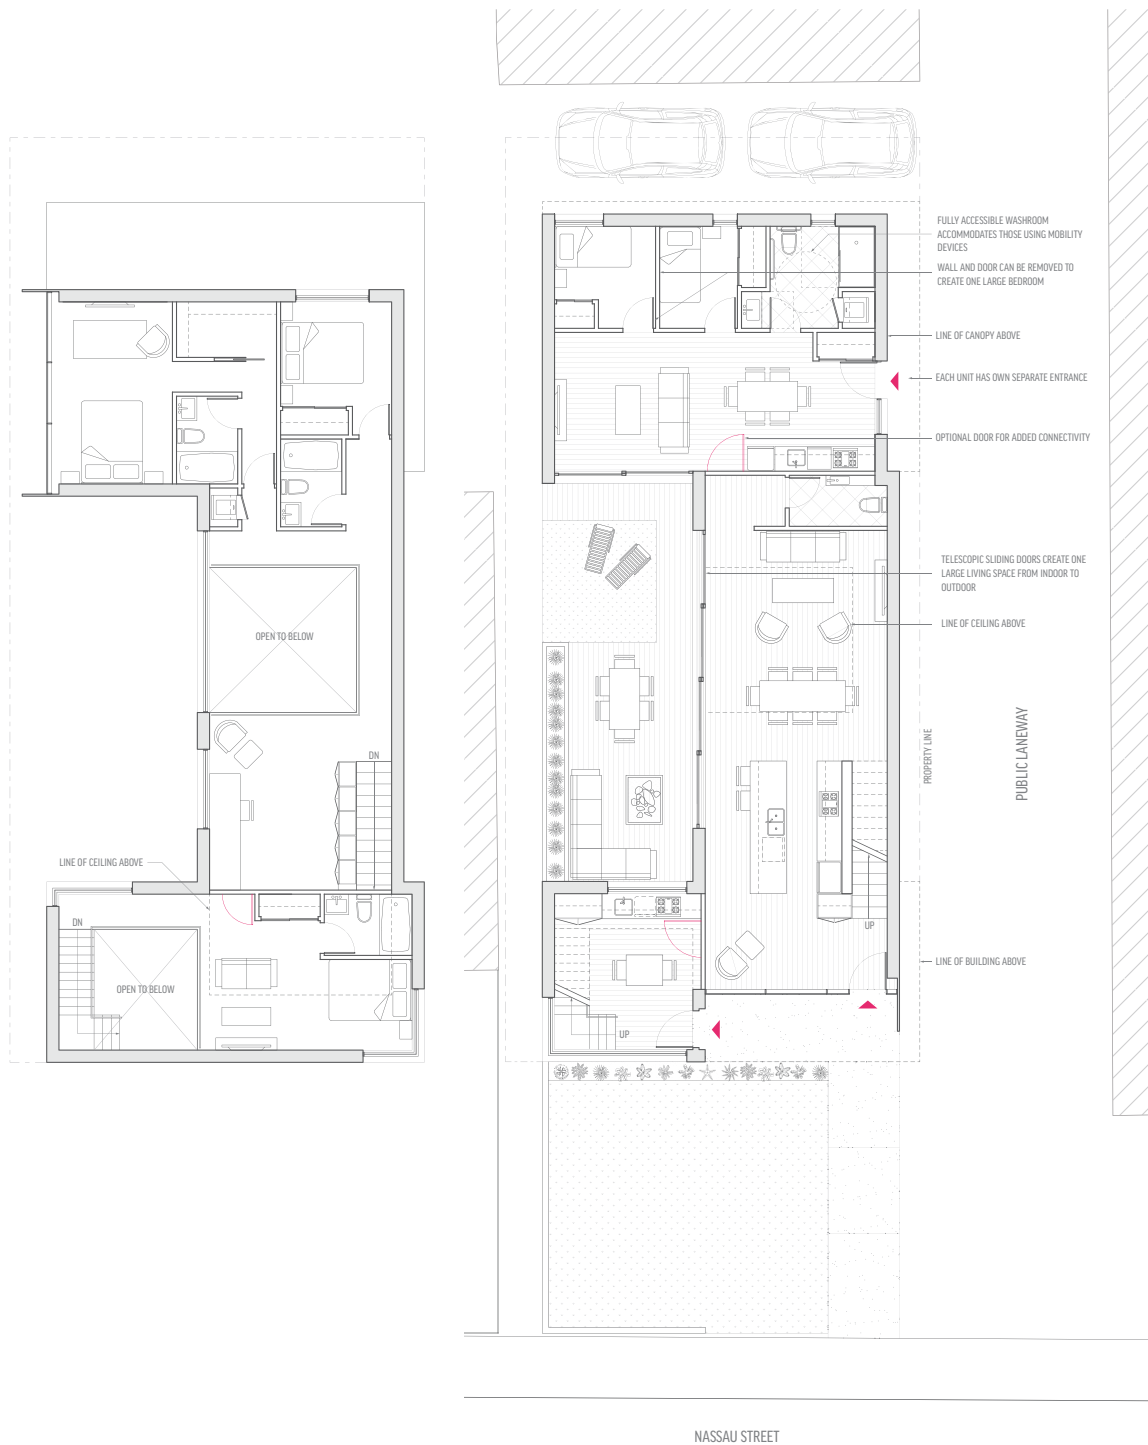 FULLY ACCESSIBLE WASHROOM
ACCOMMODATES THOSE USING MOBILITY
DEVICES
WALL AND DOOR CAN BE REMOVED TO
CREATE ONE LARGE BEDROOM
LINE OF CANOPY ABOVE
EACH UNIT HAS OWN SEPARATE ENTRANCE
OPTIONAL DOOR FOR ADDED CONNECTIVITY
TELESCOPIC SLIDING DOORS CREATE ONE
LARGE LIVING SPACE FROM INDOOR TO
OUTDOOR
LINE OF CEILING ABOVE
OPEN TO BELOW
DN
PROPERTY LINE
PUBLIC LANEWAY
LINE OF CEILING ABOVE
DN
OPEN TO BELOW
UP
LINE OF BUILDING ABOVE
UP
NASSAU STREET